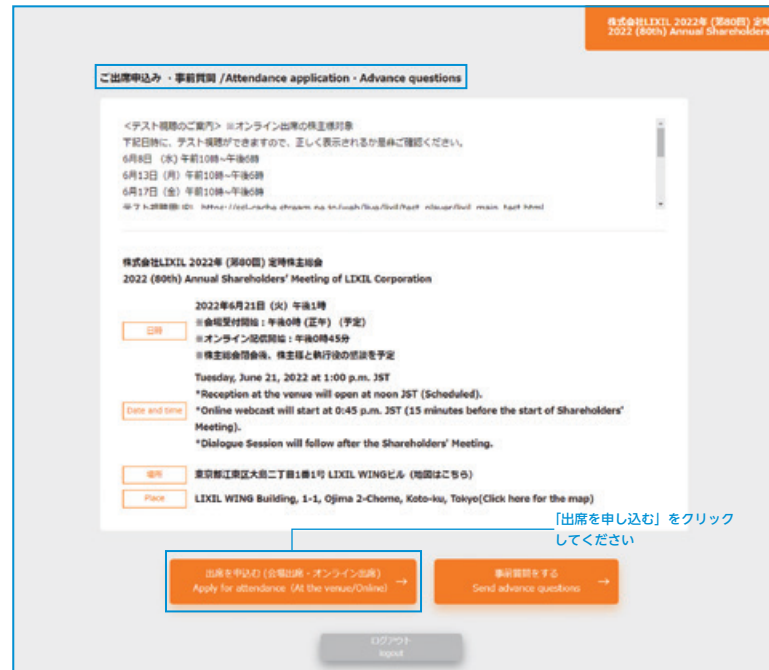 株式会社LIXIL 2022年 (第80回) 定時
2022 (80th) Annual Shareholders
ご出席申込み ・事前質問 /Attendance application・Advance questions
<テスト視聴のご案内> ※オンライン出席の株主様対象
下記日時に、テスト視聴ができますので、正しく表示されるか是非ご確認ください。
6月8日 (水) 午前10時~午後6時
6月13日 (月) 午前10時~午後6時
6月17日 (金) 午前10時~午後6時
株式会社LIXIL 2022年 (第80回) 定時株主総会
2022 (80th) Annual Shareholders' Meeting of LIXIL Corporation
日時
2022年6月21日 (火) 午後1時
※会場受付開始：午後0時 (正午) (予定)
※オンライン配信開始：午後0時45分
※株主総会閉会後、株主様と執行役の懇談を予定
Date and time
Tuesday, June 21, 2022 at 1:00 p.m. JST
*Reception at the venue will open at noon JST (Scheduled).
*Online webcast will start at 0:45 p.m. JST (15 minutes before the start of Shareholders'
Meeting).
*Dialogue Session will follow after the Shareholders' Meeting.
場所
東京都江東区大島二丁目1番1号 LIXIL WINGビル (地図はこちら)
Place
LIXIL WING Building, 1-1, Ojima 2-Chome, Koto-ku, Tokyo(Click here for the map)
「出席を申し込む」をクリック
してください
出席を申込む (会場出席・オンライン出席)
Apply for attendance (At the venue/Online) →
事前質問をする
Send advance questions →
ログアウト
logout